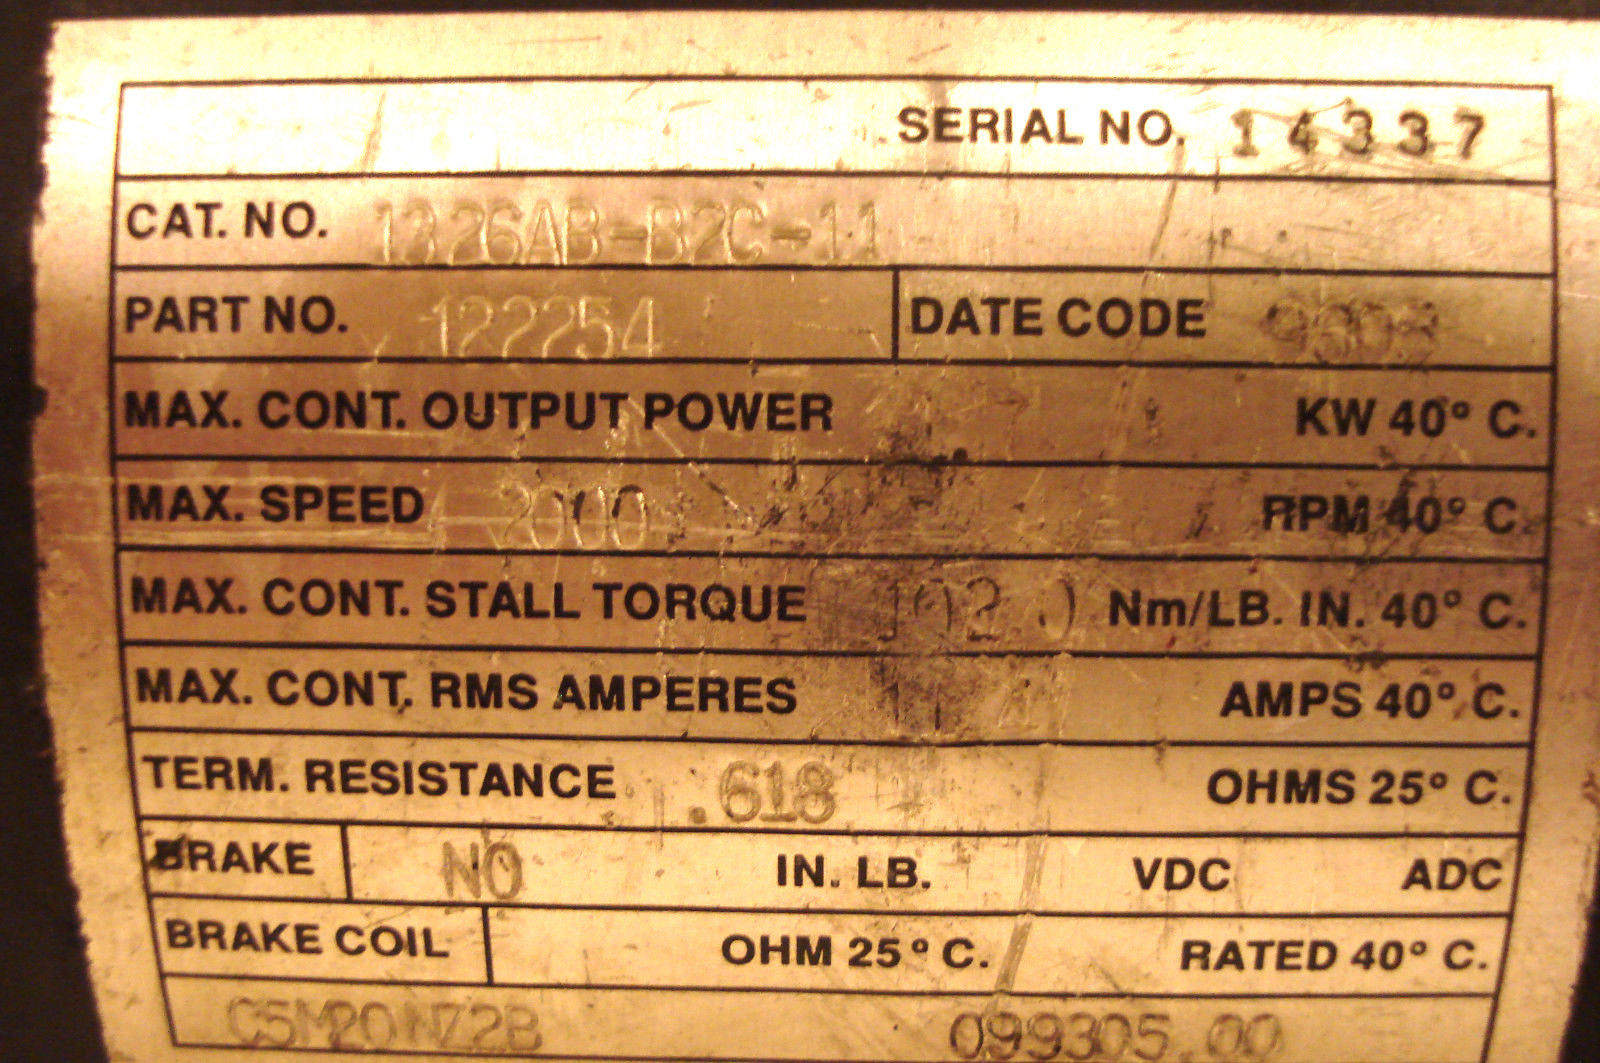 SERIAL NO. 14337
CAT. NO. 1326AB-B2C-11
PART NO. 122254 DATE CODE
MAX. CONT. OUTPUT POWER KW 40° C.
MAX. SPEED 2000 RPM 40° C.
MAX. CONT. STALL TORQUE 102.0 Nm/LB. IN. 40° C.
MAX. CONT. RMS AMPERES AMPS 40° C.
TERM. RESISTANCE .618 OHMS 25° C.
BRAKE NO IN. LB. VDC ADC
BRAKE COIL OHM 25° C. RATED 40° C.
099305.00